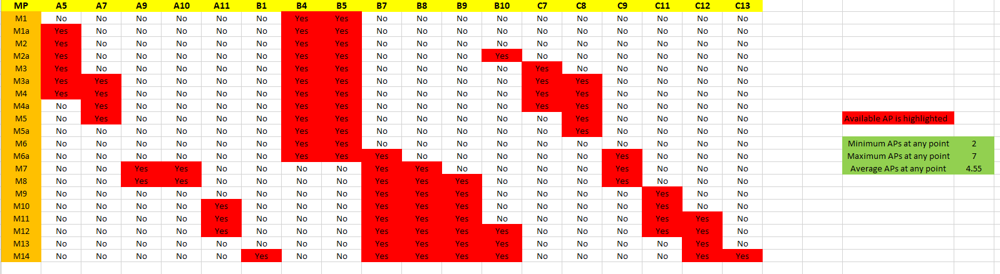 MP A5 A7 A9 A10 A11 B1 B4 B5 B7 B8 B9 B10 C7 C8 C9 C11 C12 C13
M1 No No No No No No Yes Yes No No No No No No No No No No
M1a Yes No No No No No Yes Yes No No No No No No No No No No
M2 Yes No No No No No Yes Yes No No No No No No No No No No
M2a Yes No No No No No Yes Yes No No No Yes No No No No No No
M3 Yes No No No No No Yes Yes No No No No Yes No No No No No
M3a Yes Yes No No No No Yes Yes No No No No Yes Yes No No No No
M4 Yes Yes No No No No Yes Yes No No No No Yes Yes No No No No
M4a No Yes No No No No Yes Yes No No No No Yes Yes No No No No
M5 No Yes No No No No Yes Yes No No No No No Yes No No No No Available AP is highlighted
M5a No No No No No No Yes Yes No No No No No Yes No No No No
M6 No No No No No No Yes Yes No No No No No No No No No No Minimum APs at any point 2
M6a No No No No No No Yes Yes Yes No No No No No Yes No No No Maximum APs at any point 7
M7 No No Yes Yes No No No No Yes Yes No No No No Yes No No No Average APs at any point 4.55
M8 No No Yes Yes No No No No Yes Yes Yes No No No Yes No No No
M9 No No No No No No No No Yes Yes Yes No No No No Yes No No
M10 No No No No Yes No No No Yes Yes Yes No No No No Yes No No
M11 No No No No Yes No No No Yes Yes Yes No No No No Yes Yes No
M12 No No No No Yes No No No Yes Yes Yes Yes No No No Yes Yes No
M13 No No No No No No No No Yes Yes Yes Yes No No No No Yes No
M14 No No No No No Yes No No Yes Yes Yes Yes No No No No Yes Yes